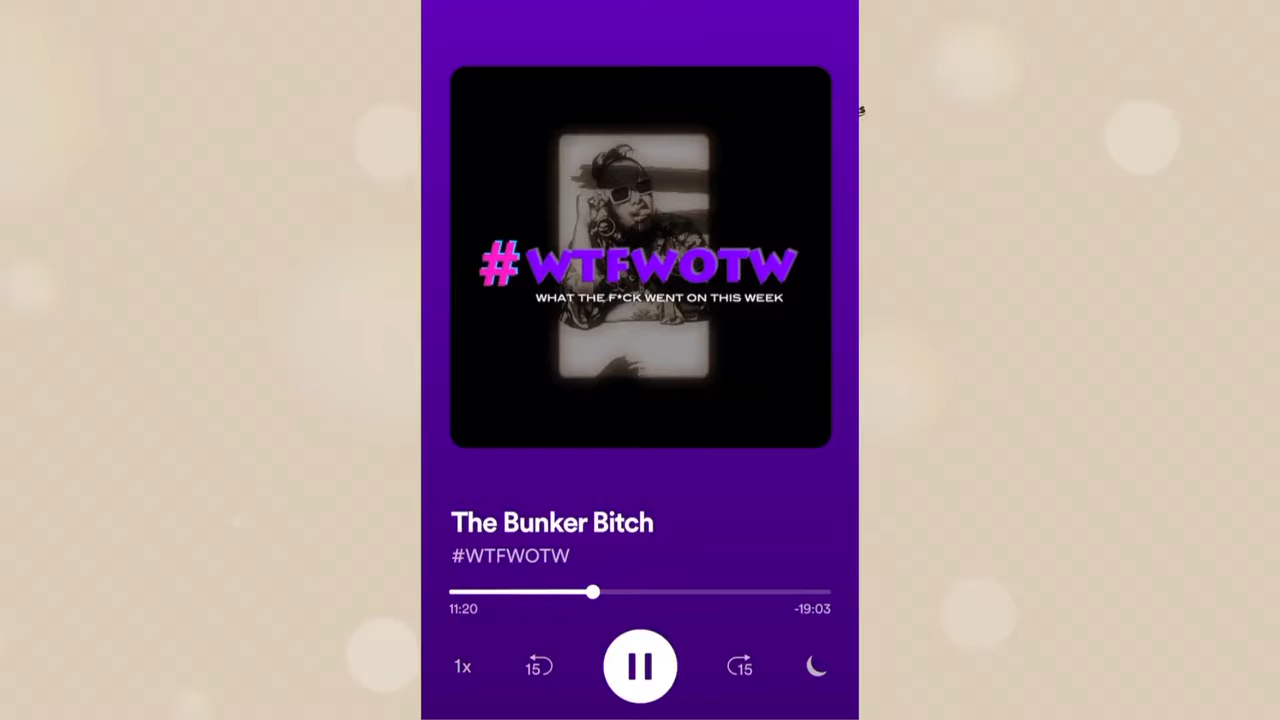 #WTFWOTW
WHAT THE F*CK WENT ON THIS WEEK
The Bunker Bitch
#WTFWOTW
11:20
-19:03
1x
15
15